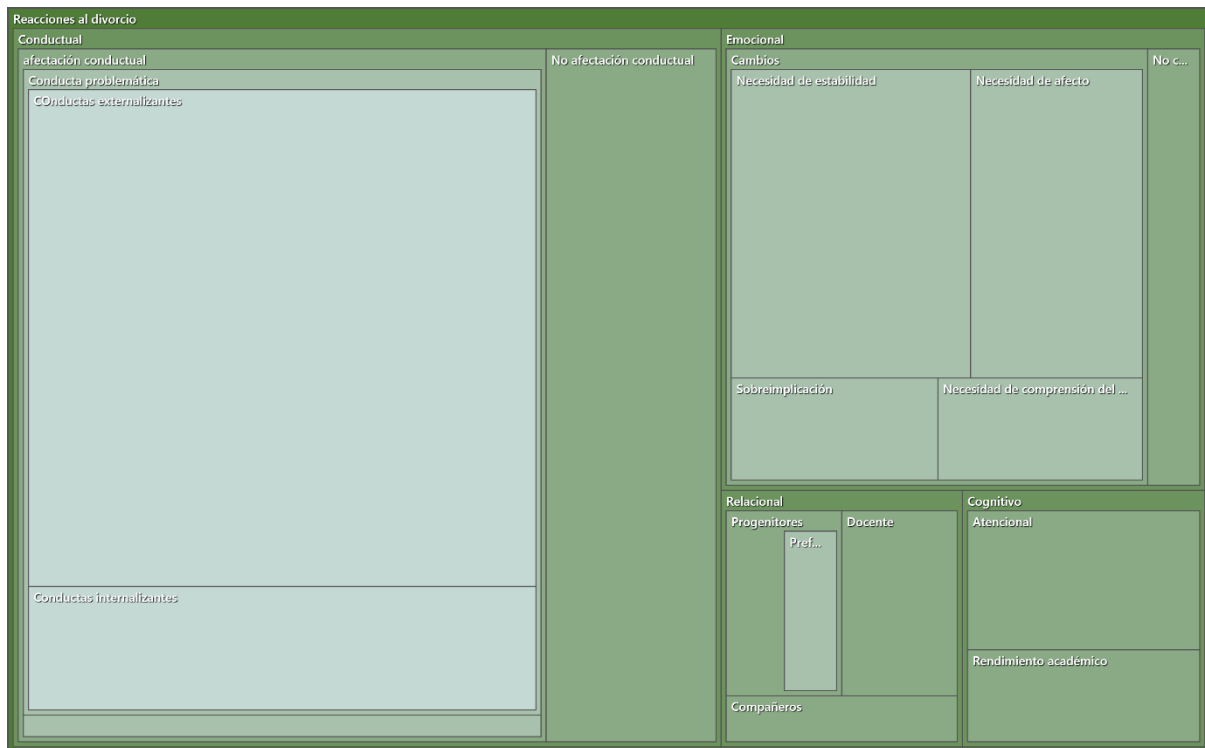 Reacciones al divorcio
Conductual
afectación conductual
Conducta problemática
COnductas externalizantes
Conductas internalizantes
No afectación conductual
Emocional
Cambios
Necesidad de estabilidad
Necesidad de afecto
Sobreimplicación
Necesidad de comprensión del ...
No c...
Relacional
Progenitores
Pref...
Docente
Compañeros
Cognitivo
Atencional
Rendimiento académico